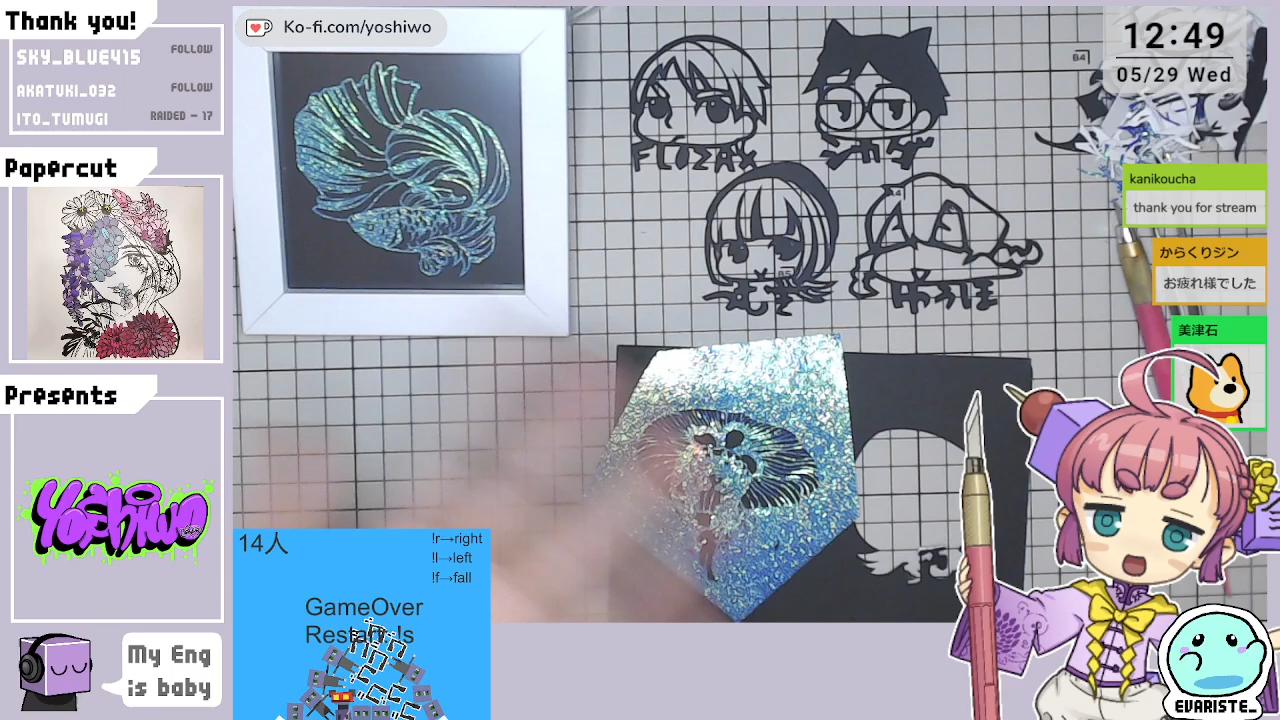 Thank you!
SKY_BLUE415 FOLLOW
AKATUKI_032 FOLLOW
ITO_TUMUGI RAIDED - 17
Papercut
Presents
Yoshiwo
My Eng
is baby
Ko-fi.com/yoshiwo
12:49
05/29 Wed
kanikoucha
thank you for stream
からくりジン
お疲れ様でした
美津石
14人
!r→right
!l→left
!f→fall
GameOver
EVARISTE_